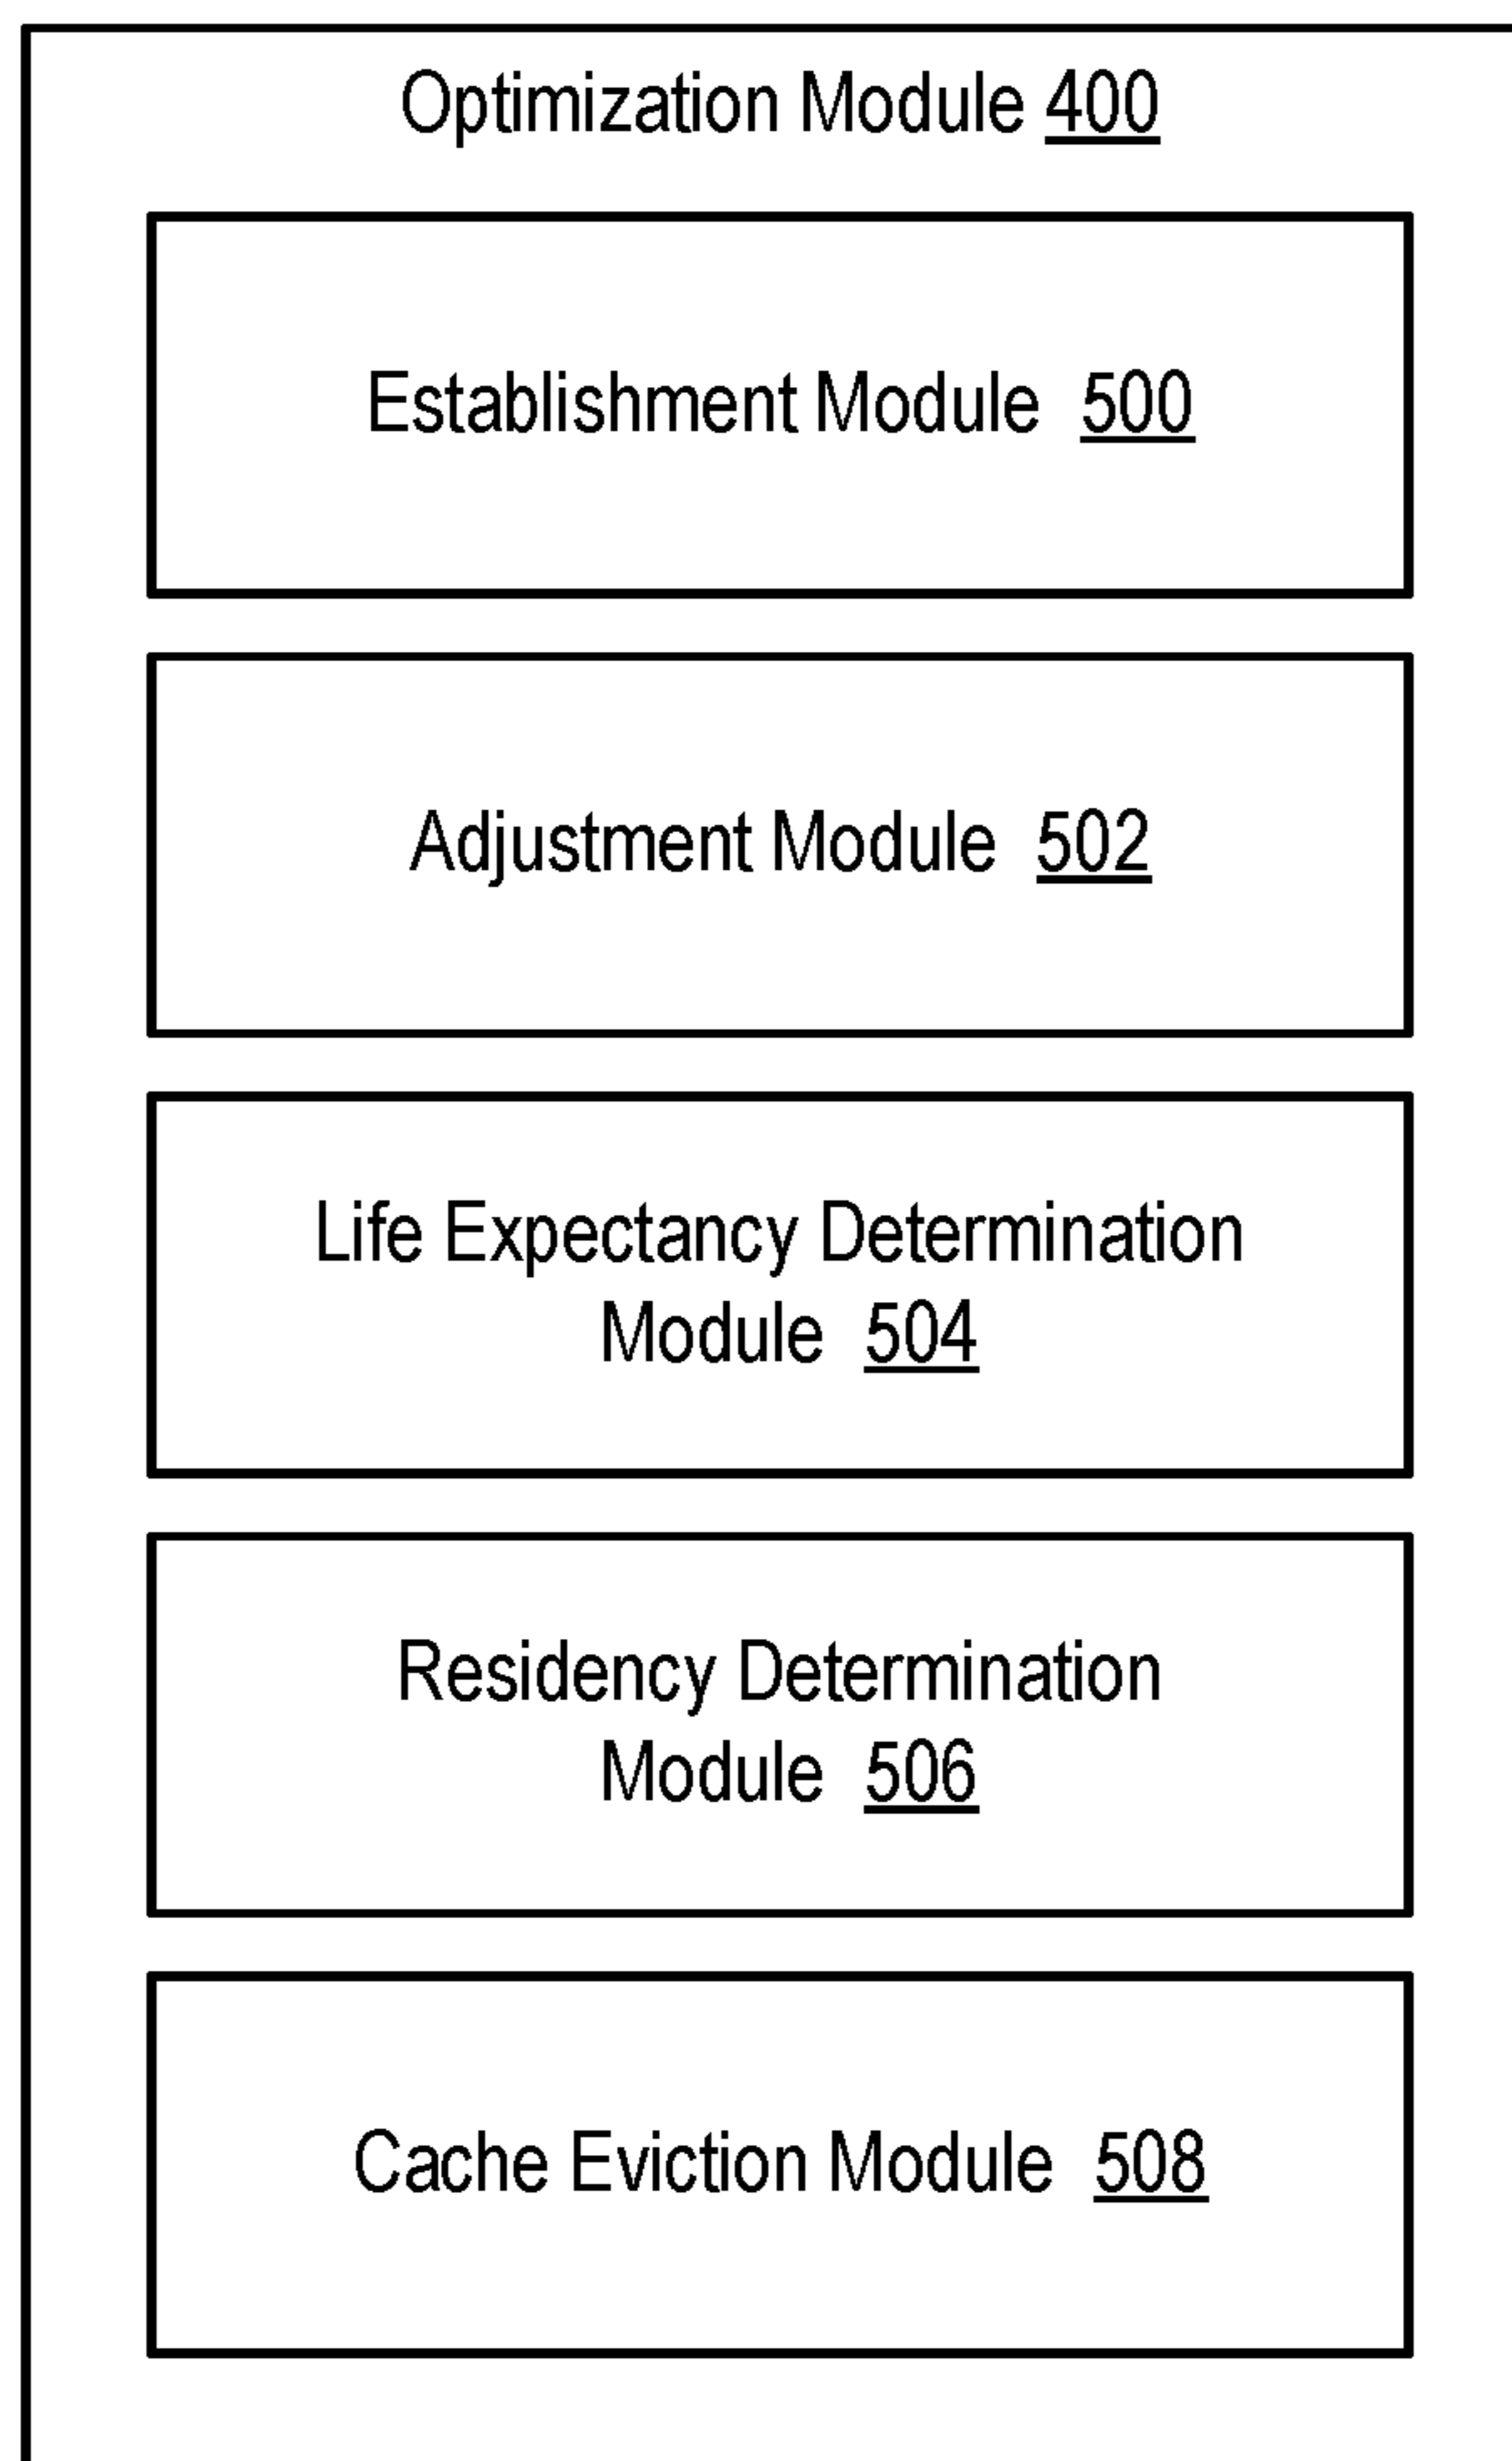 Optimization Module 400
Establishment Module 500
Adjustment Module 502
Life Expectancy Determination
Module 504
Residency Determination
Module 506
Cache Eviction Module 508